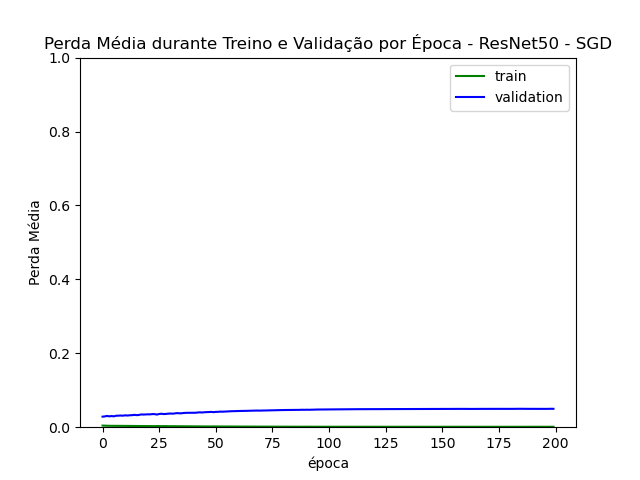 Perda Média durante Treino e Validação por Época - ResNet50 - SGD
train
validation
Perda Média
1.0
0.8
0.6
0.4
0.2
0.0
0 25 50 75 100 125 150 175 200
época